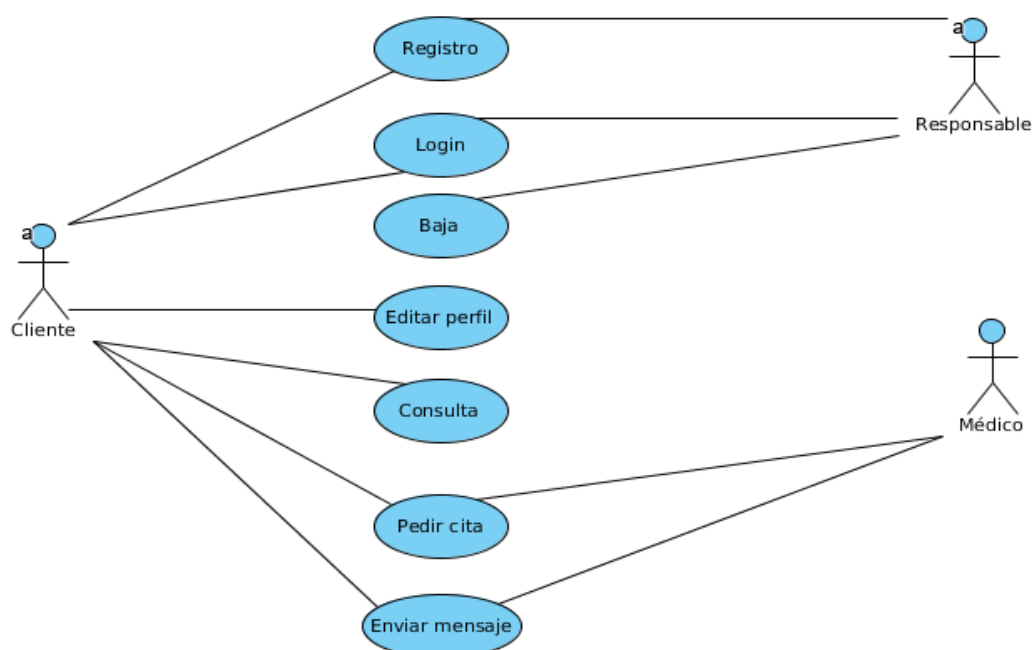 Registro
a
Responsable
Login
Baja
a
Cliente
Editar perfil
Consulta
Médico
Pedir cita
Enviar mensaje